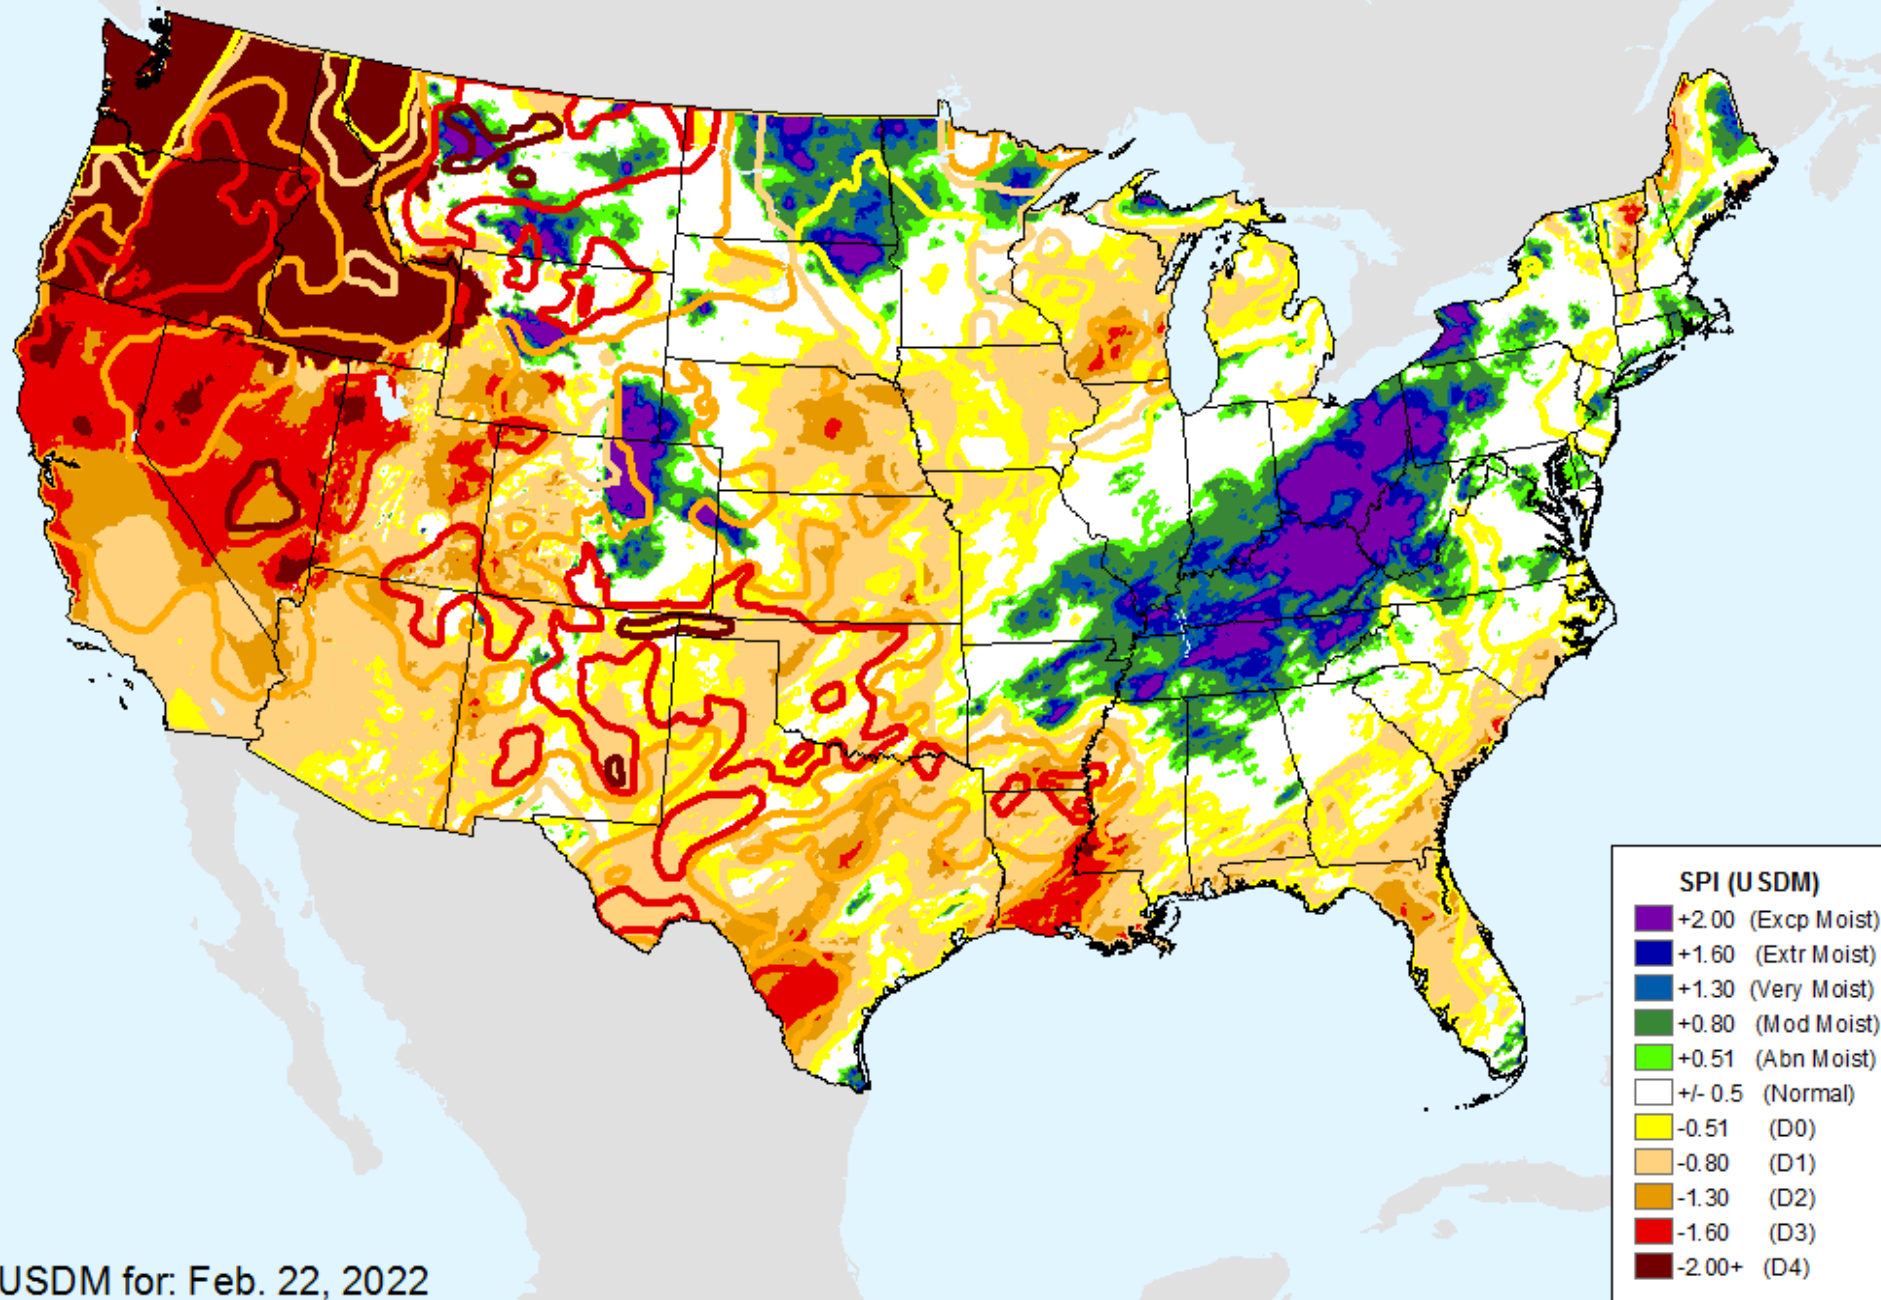 SPI (USDM)
+2.00 (Excp Moist)
+1.60 (Extr Moist)
+1.30 (Very Moist)
+0.80 (Mod Moist)
+0.51 (Abn Moist)
+/- 0.5 (Normal)
-0.51 (D0)
-0.80 (D1)
-1.30 (D2)
-1.60 (D3)
-2.00+ (D4)
USDM for: Feb. 22, 2022